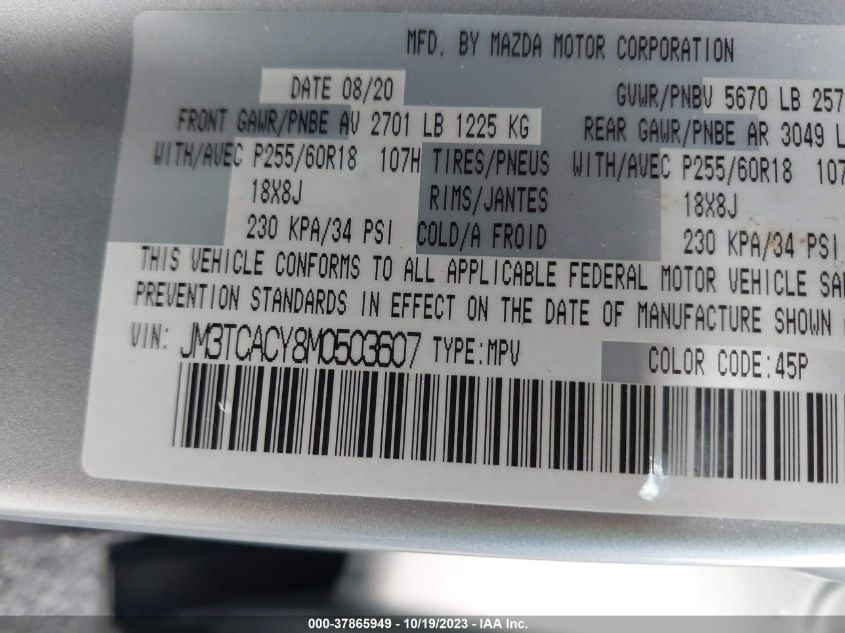 MFD. BY MAZDA MOTOR CORPORATION
DATE 08/20 GVWR/PNBV 5670 LB 257
FRONT GAWR/PNBE AV 2701 LB 1225 KG REAR GAWR/PNBE AR 3049 L
WITH/AVEC P255/60R18 107H TIRES/PNEUS WITH/AVEC P255/60R18 107
18X8J RIMS/JANTES 18X8J
230 KPA/34 PSI COLD/A FROID 230 KPA/34 PSI
THIS VEHICLE CONFORMS TO ALL APPLICABLE FEDERAL MOTOR VEHICLE SA
PREVENTION STANDARDS IN EFFECT ON THE DATE OF MANUFACTURE SHOWN
VIN: JM3TCACY8M0503607 TYPE:MPV COLOR CODE:45P
000-37865949 - 10/19/2023 - IAA Inc.